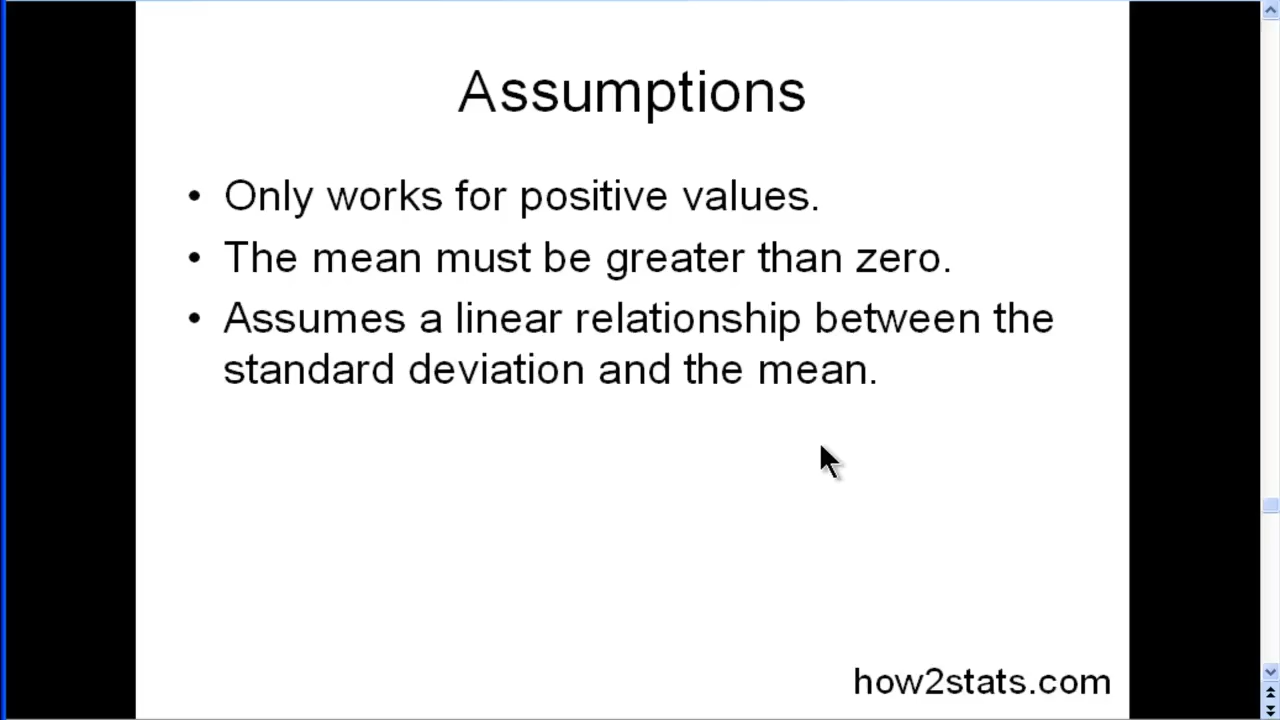 Assumptions
• Only works for positive values.
• The mean must be greater than zero.
• Assumes a linear relationship between the
standard deviation and the mean.
how2stats.com